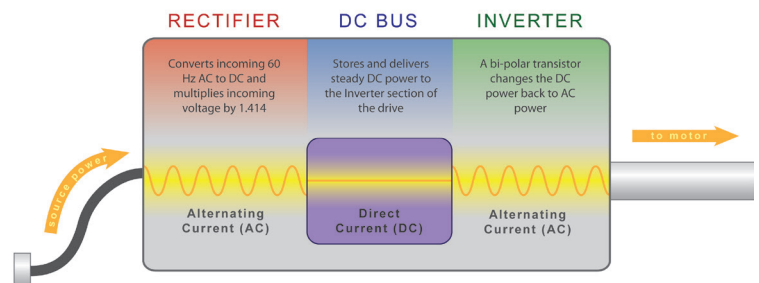 RECTIFIER
DC BUS
INVERTER
Converts incoming 60
Hz AC to DC and
multiplies incoming
voltage by 1.414
Stores and delivers
steady DC power to
the Inverter section of
the drive
A bi-polar transistor
changes the DC
power back to AC
power
source power
to motor
Alternating
Current (AC)
Direct
Current (DC)
Alternating
Current (AC)